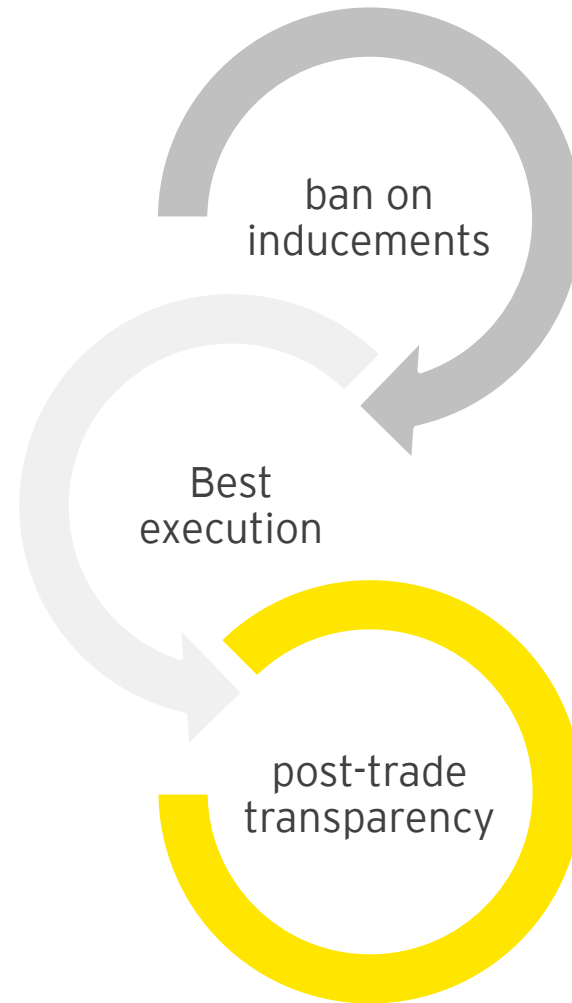 ban on
inducements
Best
execution
post-trade
transparency